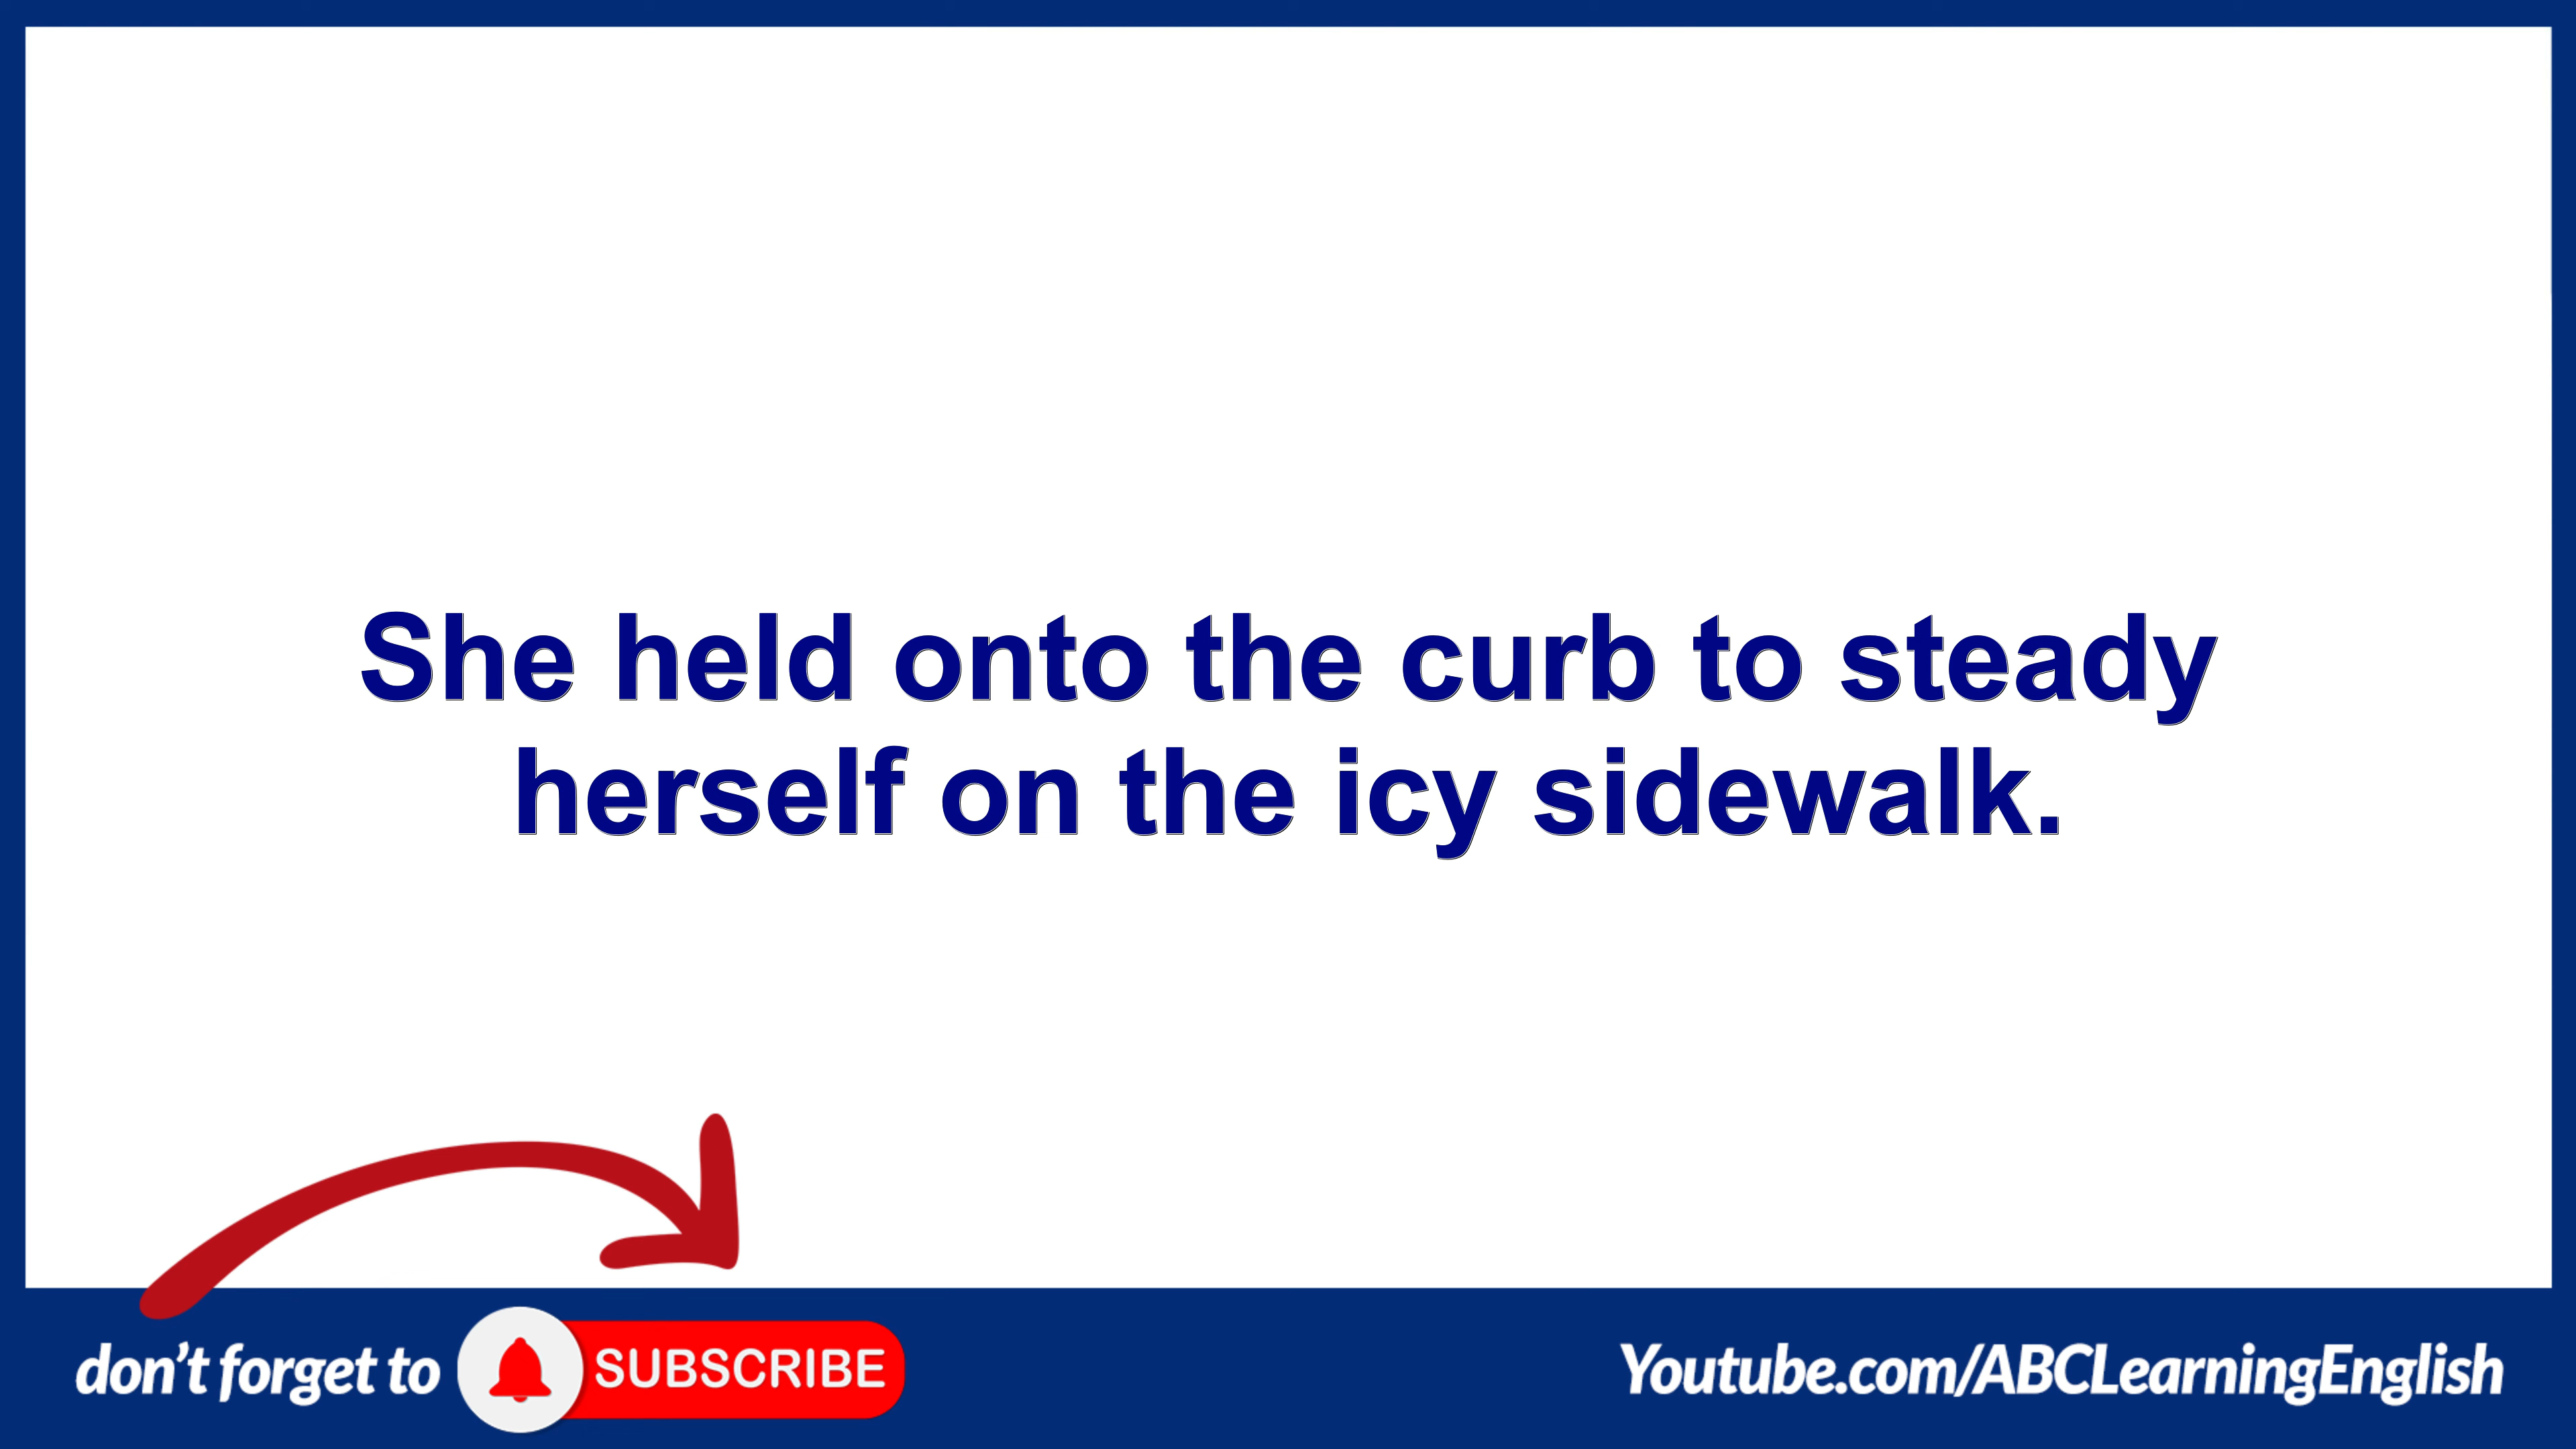 She held onto the curb to steady
herself on the icy sidewalk.
don't forget to SUBSCRIBE
Youtube.com/ABCLearningEnglish